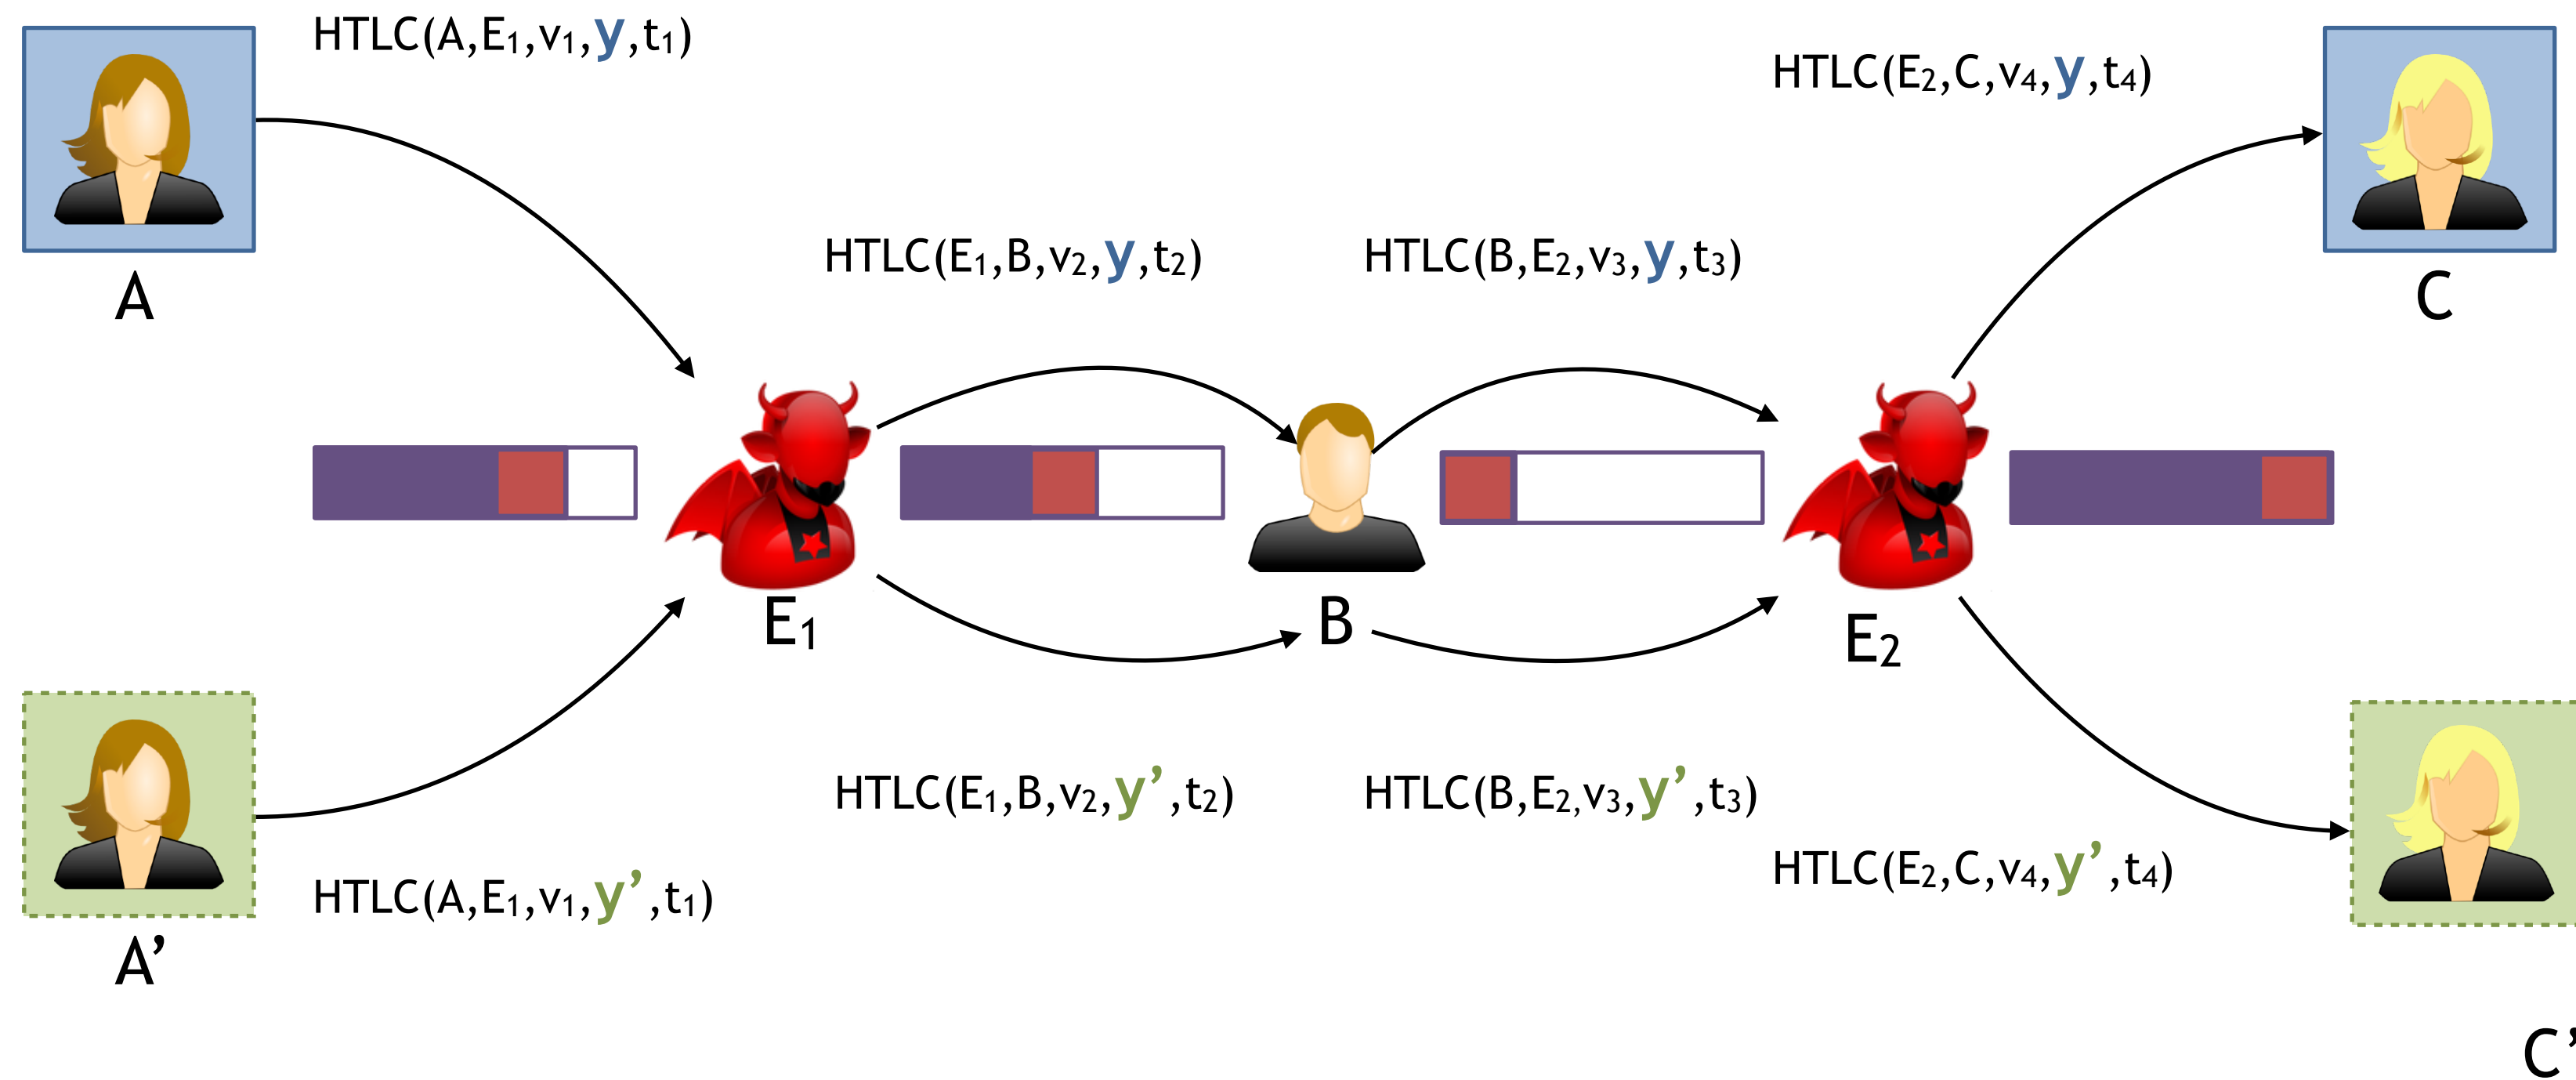 HTLC(A,E₁,v₁,y,t₁)
HTLC(E₂,C,v₄,y,t₄)
HTLC(E₁,B,v₂,y,t₂)
HTLC(B,E₂,v₃,y,t₃)
A
C
E₁
B
E₂
HTLC(E₁,B,v₂,y’,t₂)
HTLC(B,E₂,v₃,y’,t₃)
HTLC(A,E₁,v₁,y’,t₁)
HTLC(E₂,C,v₄,y’,t₄)
A’
C’